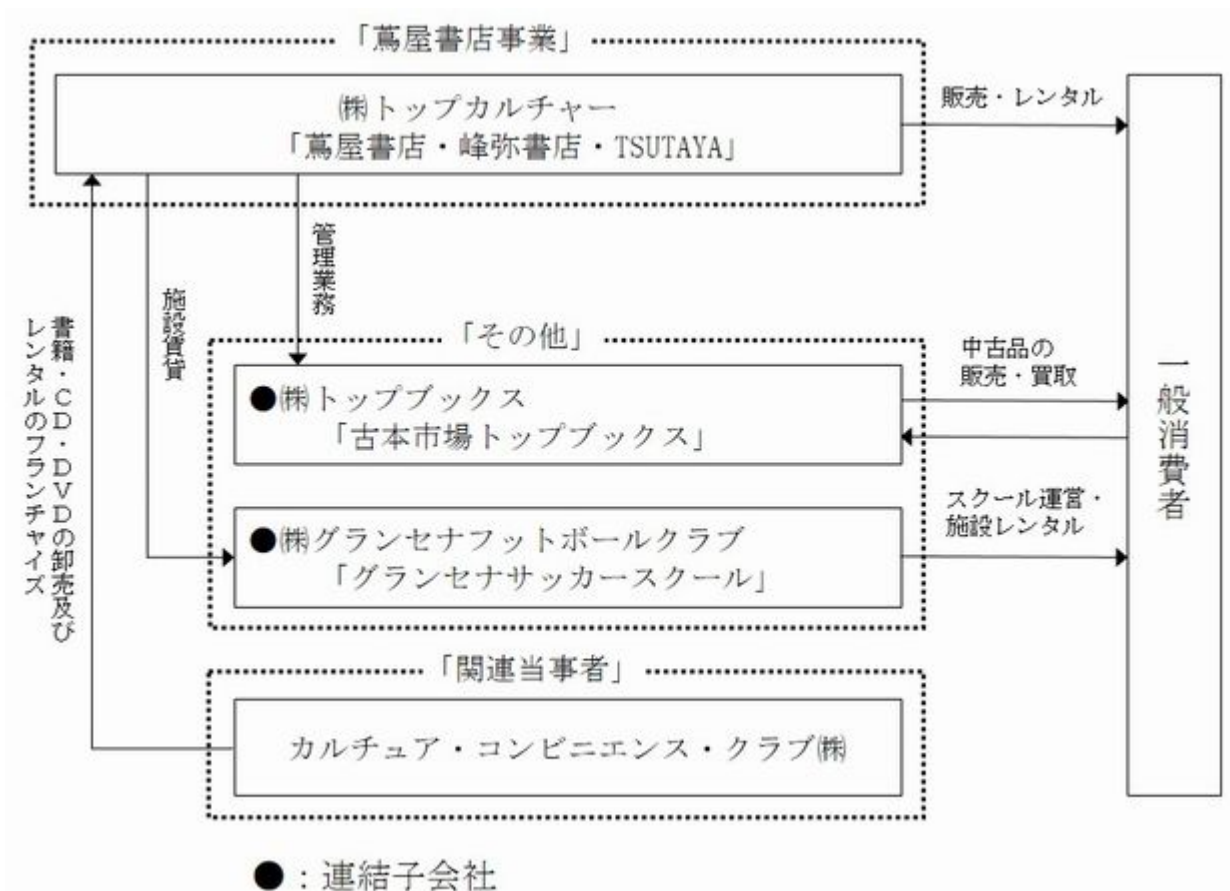 「蔦屋書店事業」
㈱トップカルチャー
「蔦屋書店・峰弥書店・TSUTAYA」
販売・レンタル
管理業務
施設賃貸
書籍・CD・DVDの卸売及び
レンタルのフランチャイズ
「その他」
●㈱トップブックス
「古本市場トップブックス」
中古品の
販売・買取
●㈱グランセナフットボールクラブ
「グランセナサッカースクール」
スクール運営・
施設レンタル
一般消費者
「関連当事者」
カルチュア・コンビニエンス・クラブ㈱
●：連結子会社